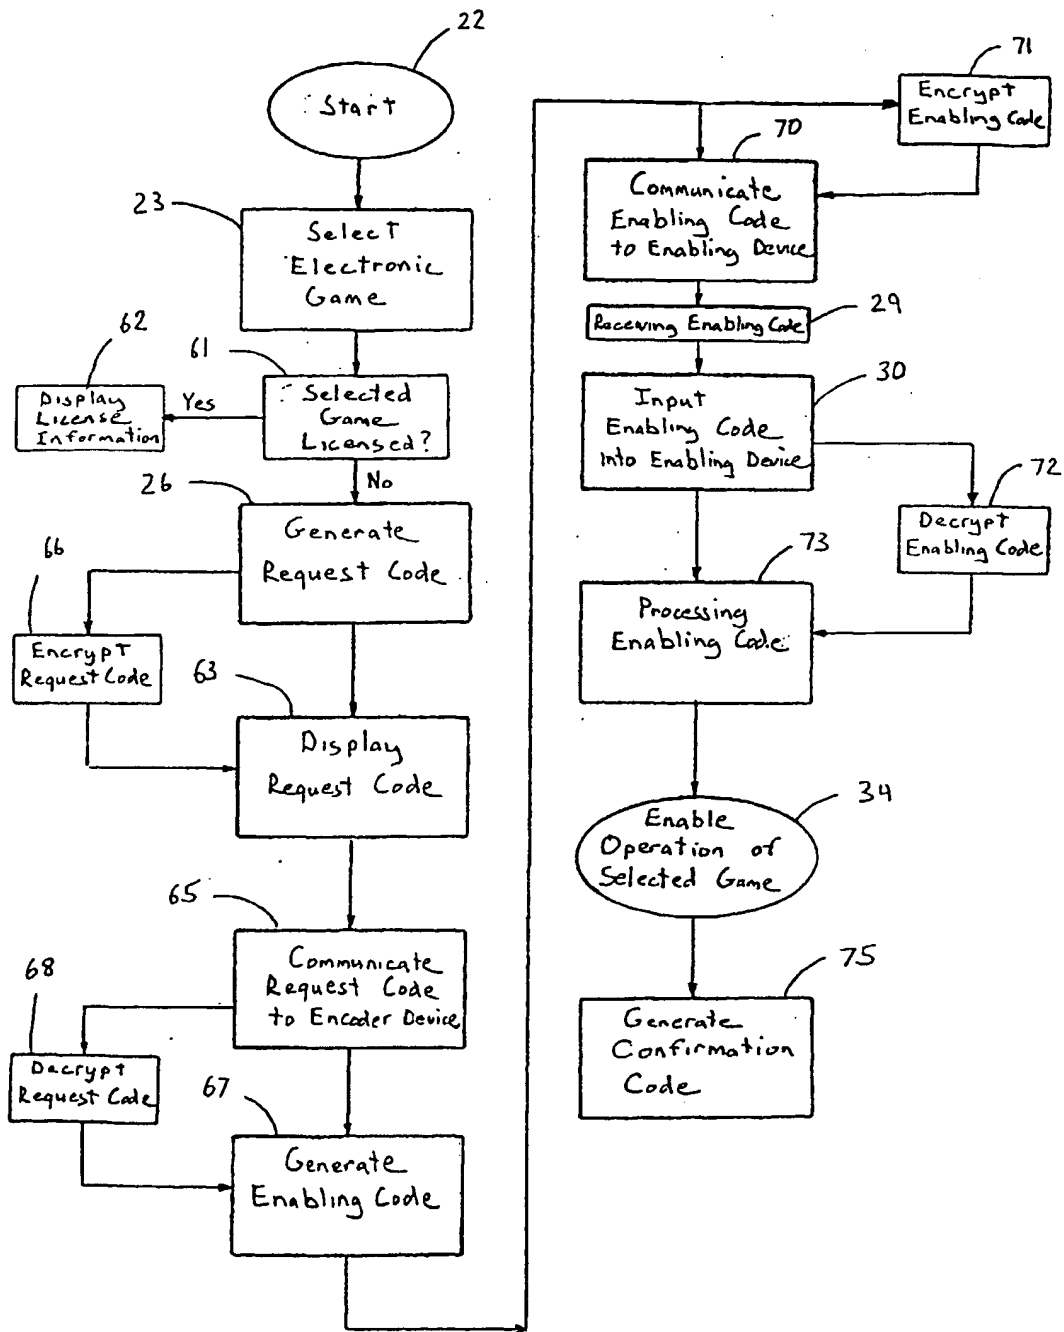 22
Start
23
Select
Electronic
Game
62
61
Display
License
Information
Yes
Selected
Game
Licensed?
No
26
Generate
Request Code
66
Encrypt
Request Code
63
Display
Request Code
65
Communicate
Request Code
to Encoder Device
68
Decrypt
Request Code
67
Generate
Enabling Code
71
Encrypt
Enabling Code
70
Communicate
Enabling Code
to Enabling Device
29
Receiving Enabling Code
30
Input
Enabling Code
into Enabling Device
72
Decrypt
Enabling Code
73
Processing
Enabling Code
34
Enable
Operation of
Selected Game
75
Generate
Confirmation
Code